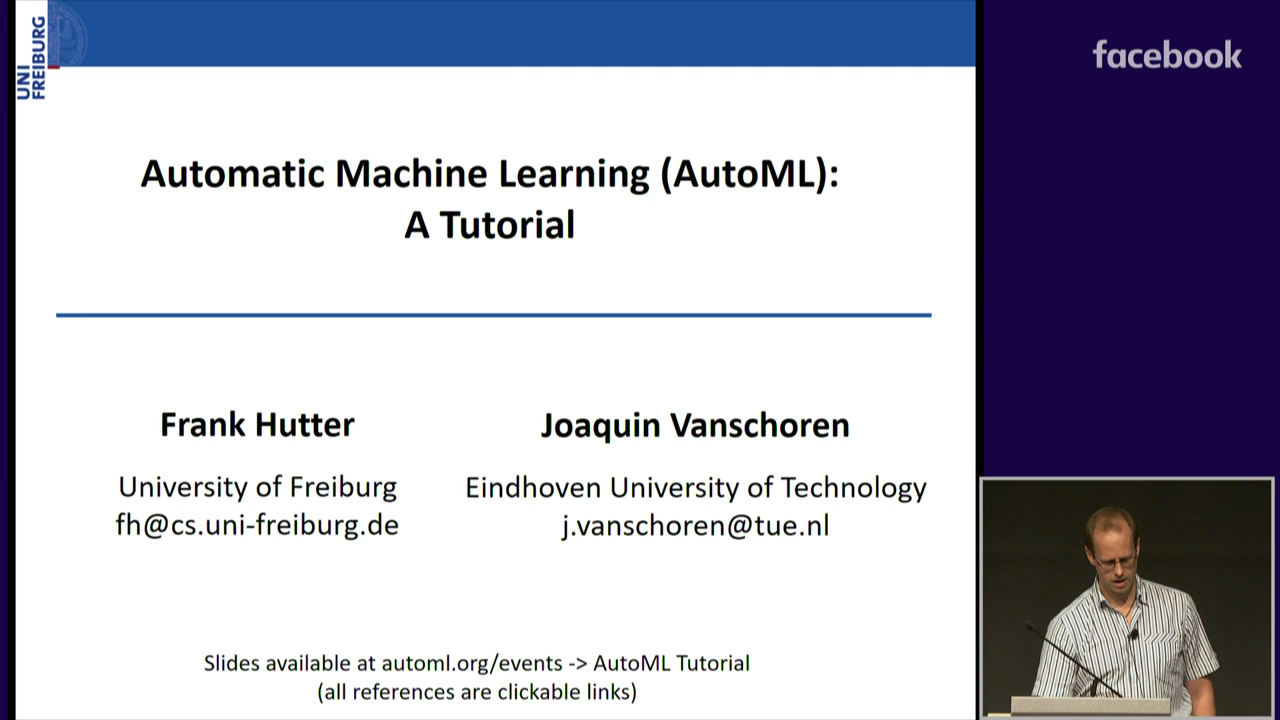 UNI
FREIBURG
facebook
Automatic Machine Learning (AutoML):
A Tutorial
Frank Hutter
University of Freiburg
fh@cs.uni-freiburg.de
Joaquin Vanschoren
Eindhoven University of Technology
j.vanschoren@tue.nl
Slides available at automl.org/events -> AutoML Tutorial
(all references are clickable links)